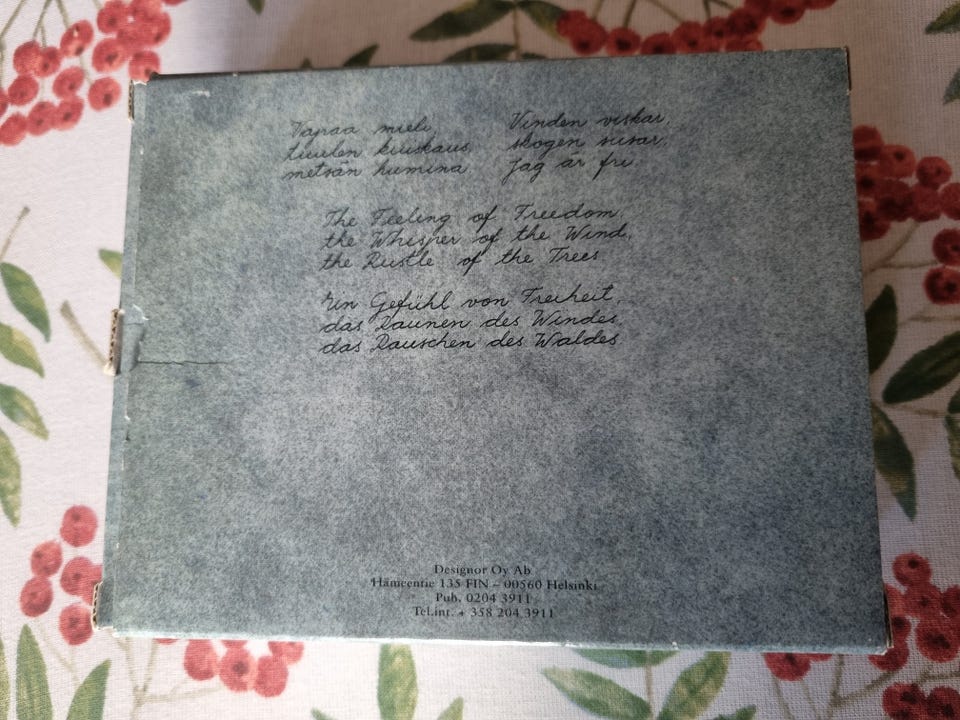 Vapaa mieli,
tuulen kuiskaus,
metsän humina
Vinden viskar,
skogen susar,
Jag är fri
The Feeling of Freedom,
the Whisper of the Wind,
the Rustle of the Trees
Ein Gefühl von Freiheit,
das Raunen des Windes,
das Rauschen des Waldes
Designor Oy Ab
Hämeentie 135 FIN – 00560 Helsinki
Puh. 0204 3911
Tel.int. + 358 204 3911